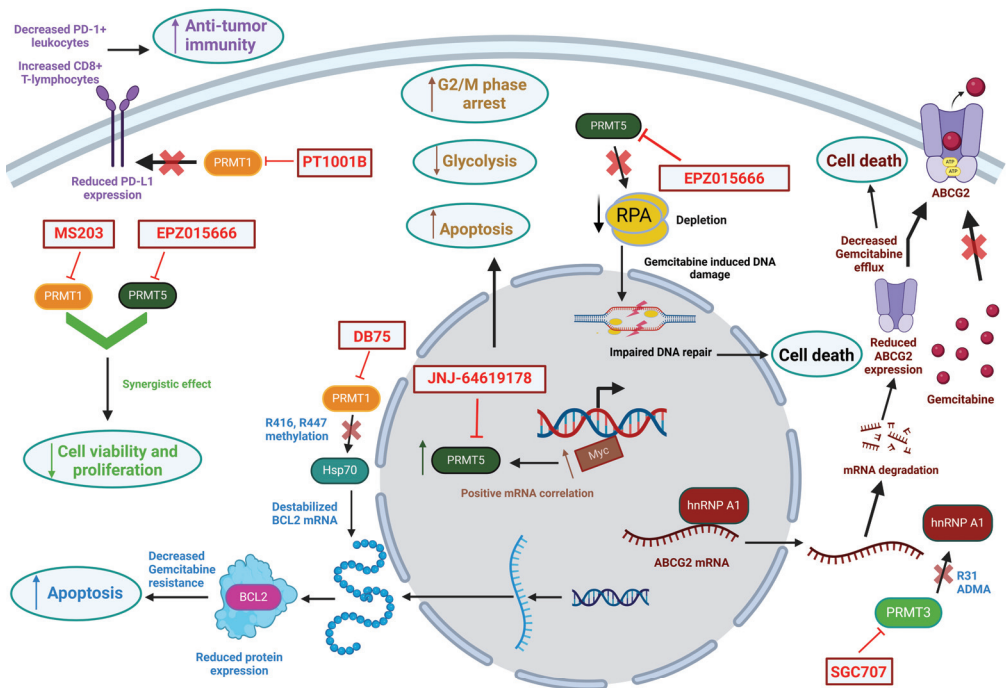 Decreased PD-1+
leukocytes
Increased CD8+
T-lymphocytes
Anti-tumor
immunity
PRMT1
PT1001B
Reduced PD-L1
expression
MS203
EPZ015666
PRMT1
PRMT5
Synergistic effect
Cell viability and
proliferation
G2/M phase
arrest
Glycolysis
Apoptosis
PRMT5
EPZ015666
RPA
Depletion
Gemcitabine induced DNA
damage
Impaired DNA repair
Cell death
Cell death
ATP
ATP
ABCG2
Decreased
Gemcitabine
efflux
Reduced
ABCG2
expression
Gemcitabine
mRNA degradation
hnRNP A1
R31
ADMA
PRMT3
SGC707
DB75
PRMT1
R416, R447
methylation
Hsp70
Destabilized
BCL2 mRNA
JNJ-64619178
PRMT5
Myc
Positive mRNA correlation
hnRNP A1
ABCG2 mRNA
Decreased
Gemcitabine
resistance
Apoptosis
BCL2
Reduced protein
expression